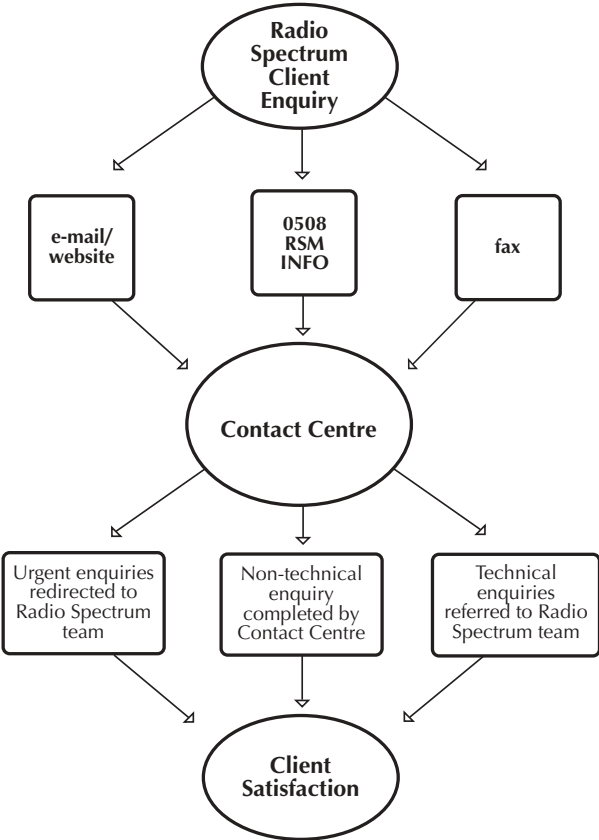 Radio
Spectrum
Client
Enquiry
e-mail/
website
0508
RSM
INFO
fax
Contact Centre
Urgent enquiries
redirected to
Radio Spectrum
team
Non-technical
enquiry
completed by
Contact Centre
Technical
enquiries
referred to Radio
Spectrum team
Client
Satisfaction